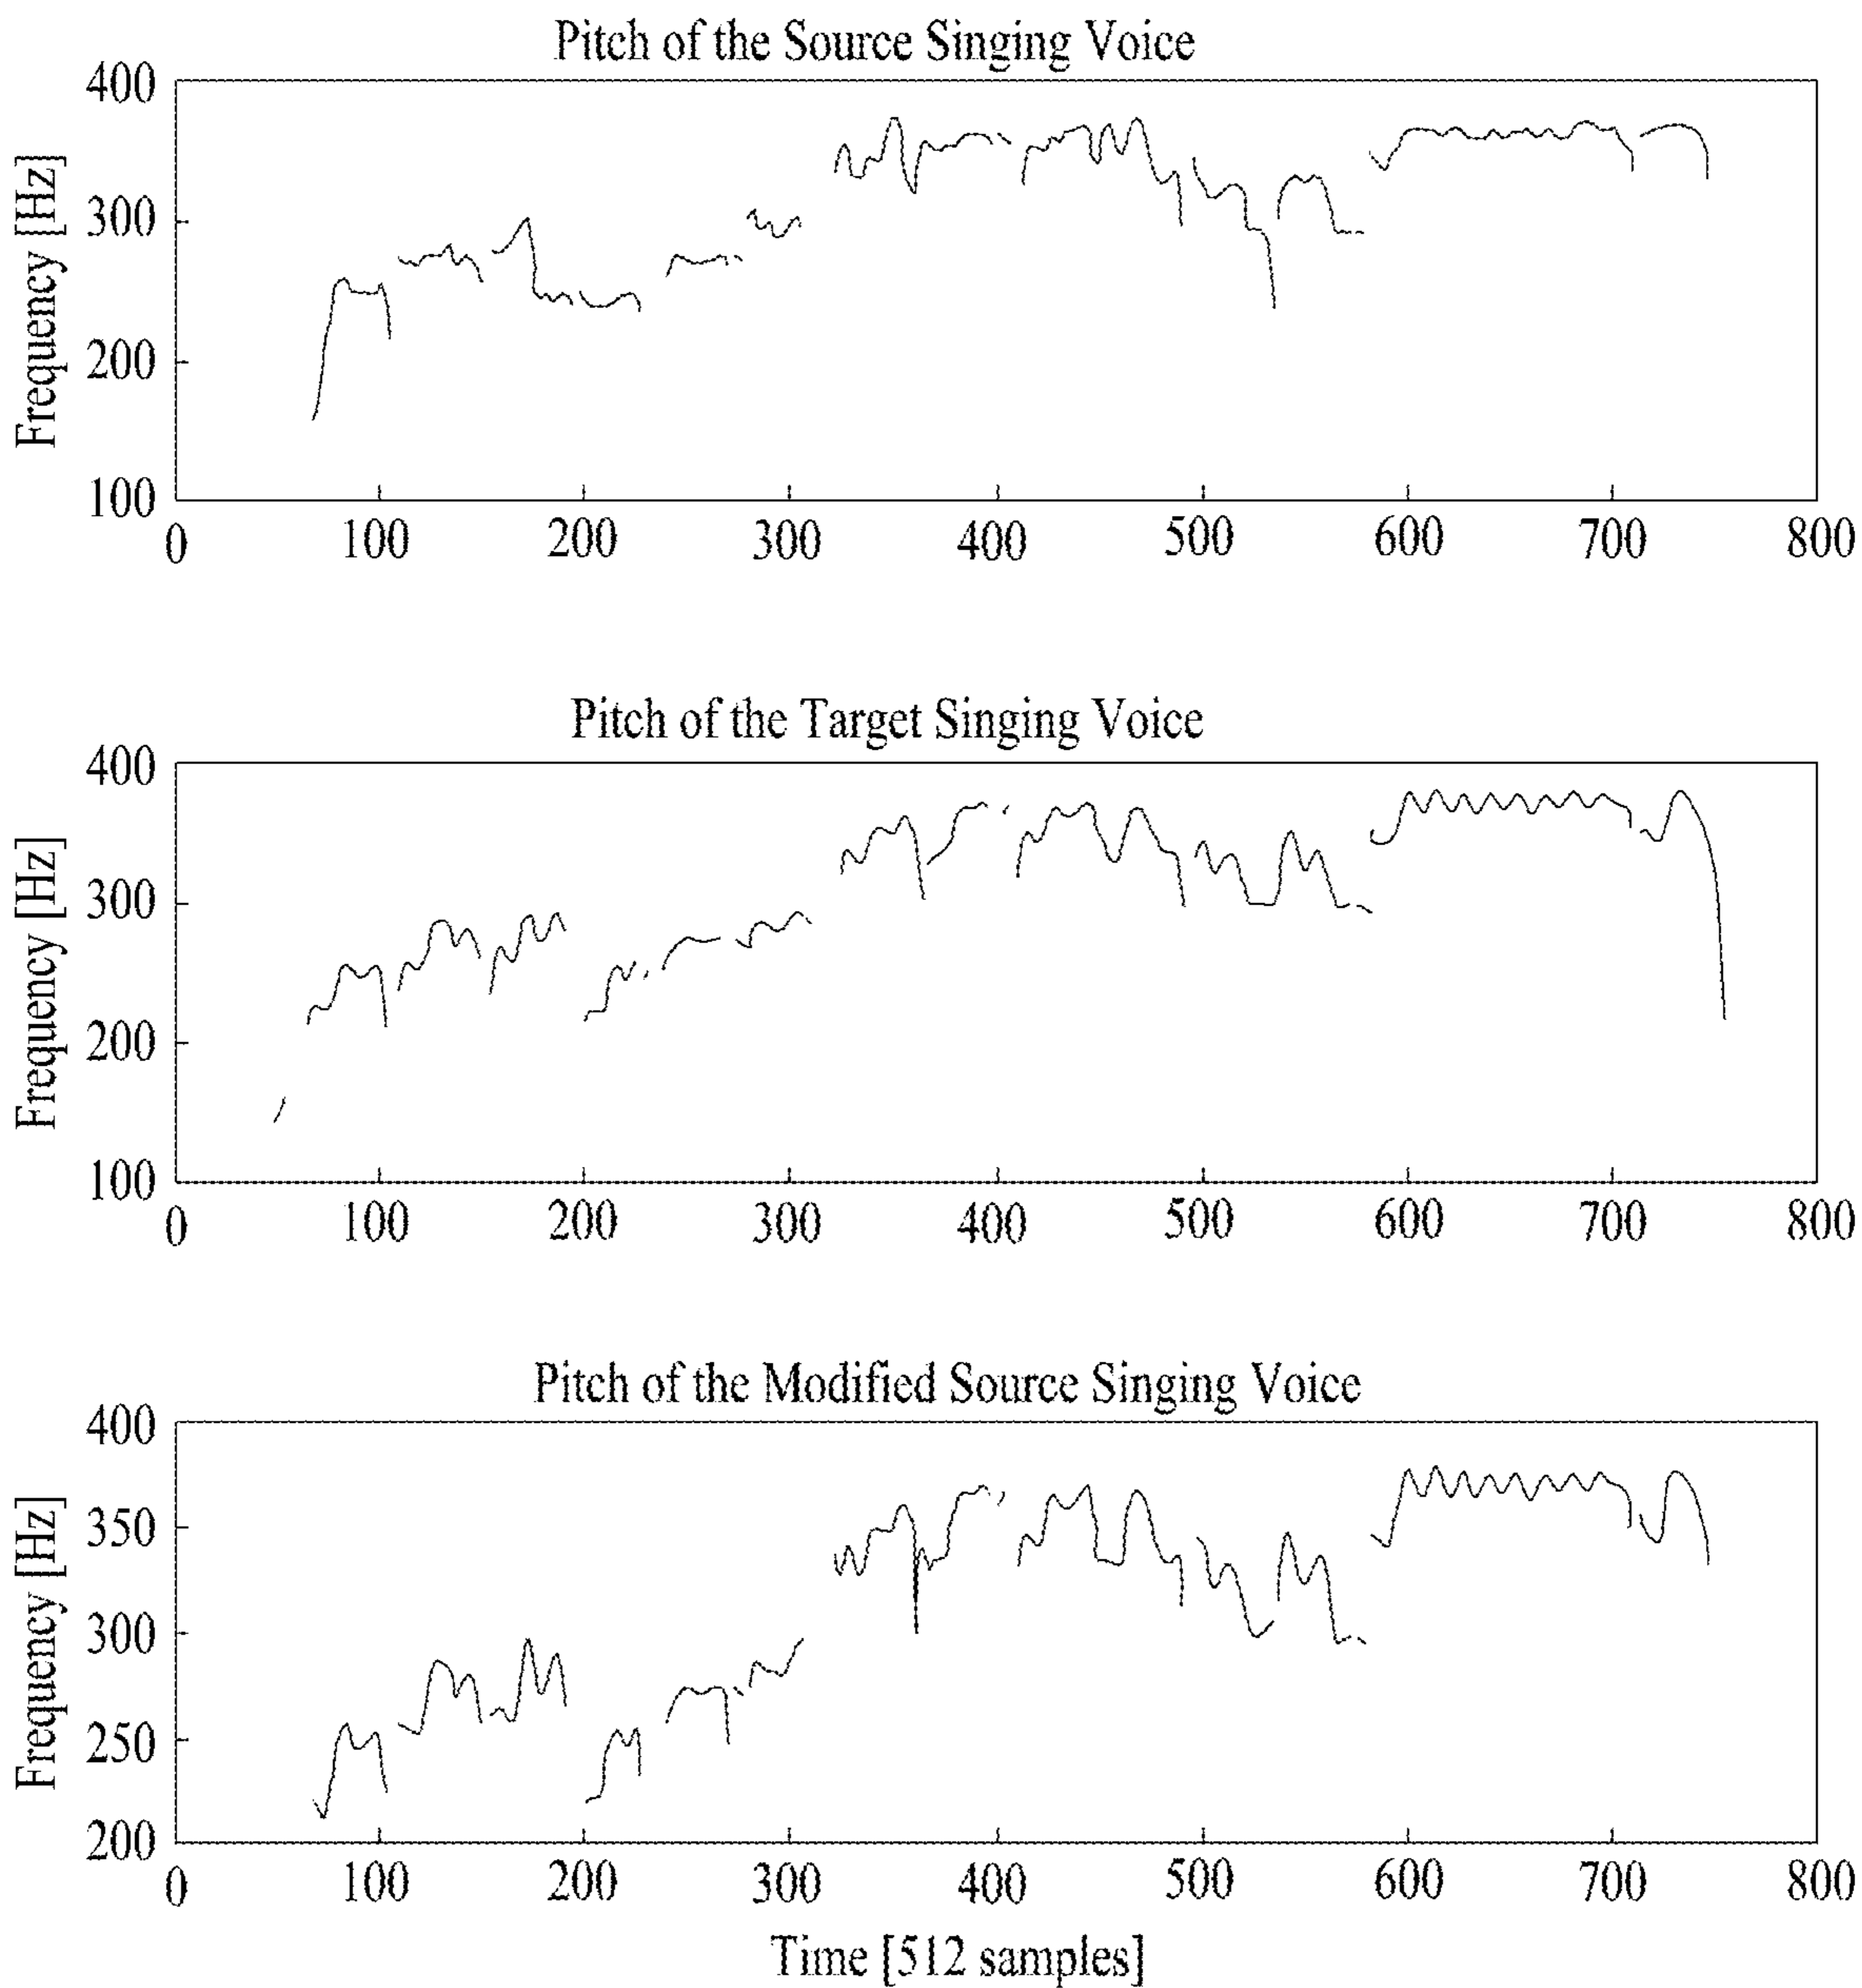 Pitch of the Source Singing Voice
Frequency [Hz]
400
300
200
100
0 100 200 300 400 500 600 700 800
Pitch of the Target Singing Voice
Frequency [Hz]
400
300
200
100
0 100 200 300 400 500 600 700 800
Pitch of the Modified Source Singing Voice
Frequency [Hz]
400
350
300
250
200
0 100 200 300 400 500 600 700 800
Time [512 samples]